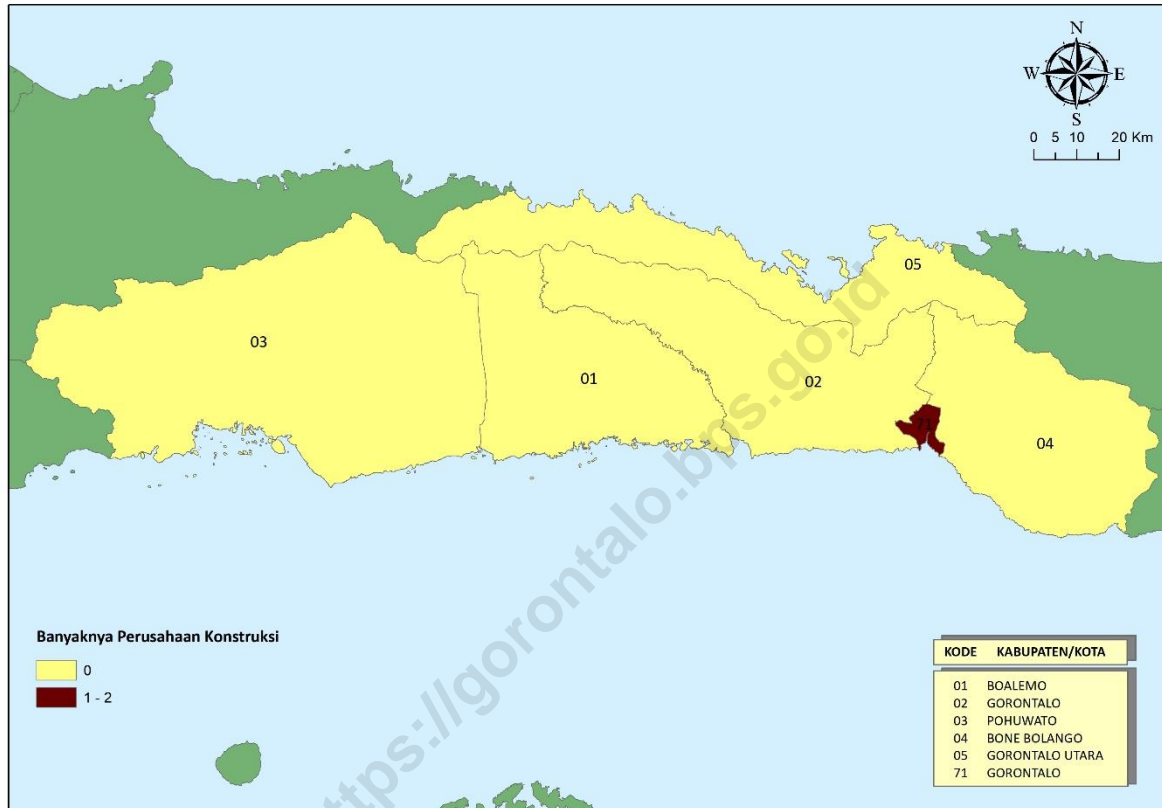 N
W E
S
0 5 10 20 Km
05
03
01
02
71
04
https://gorontalo.bps.go.id
Banyaknya Perusahaan Konstruksi
0
1 - 2
KODE KABUPATEN/KOTA
01 BOALEMO
02 GORONTALO
03 POHUWATO
04 BONE BOLANGO
05 GORONTALO UTARA
71 GORONTALO